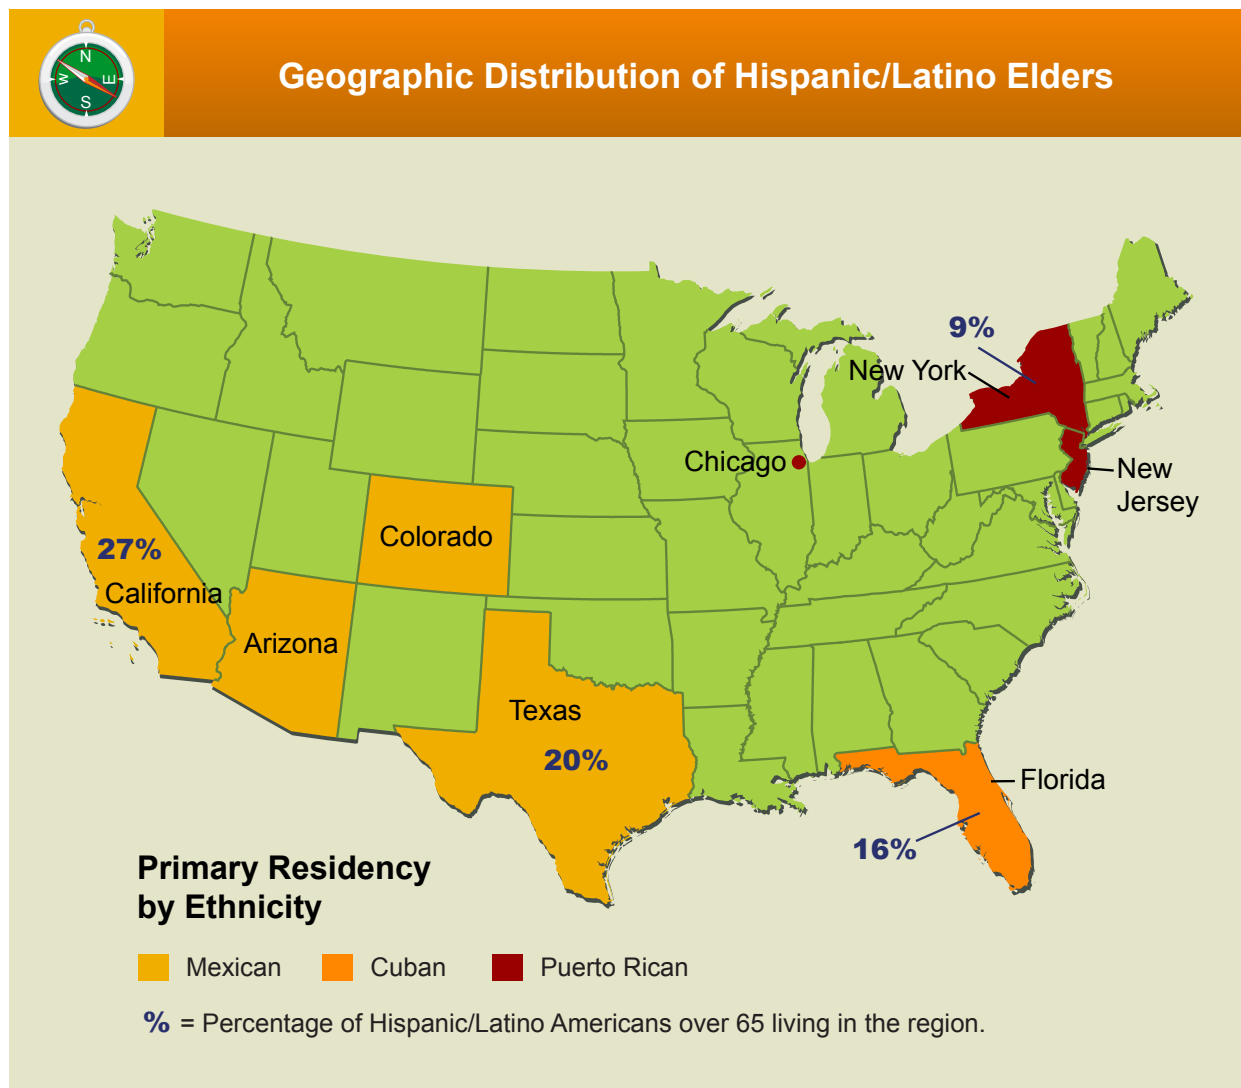 N
W
E
S
Geographic Distribution of Hispanic/Latino Elders
9%
New York
Chicago
New
Jersey
Colorado
27%
California
Arizona
Texas
20%
Florida
16%
Primary Residency
by Ethnicity
Mexican
Cuban
Puerto Rican
% = Percentage of Hispanic/Latino Americans over 65 living in the region.